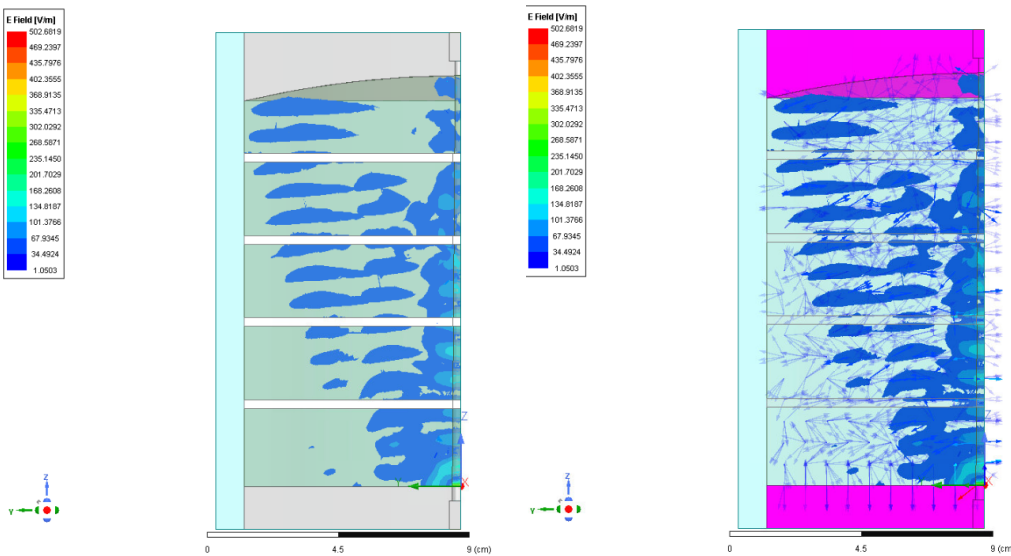 E Field [V/m]
502.6819
469.2397
435.7976
402.3555
368.9135
335.4713
302.0292
268.5871
235.1450
201.7029
168.2608
134.8187
101.3766
67.9345
34.4924
1.0503
Z
Y
X
Z
Y
0
4.5
9 (cm)
E Field [V/m]
502.6819
469.2397
435.7976
402.3555
368.9135
335.4713
302.0292
268.5871
235.1450
201.7029
168.2608
134.8187
101.3766
67.9345
34.4924
1.0503
Z
X
Z
Y
0
4.5
9 (cm)